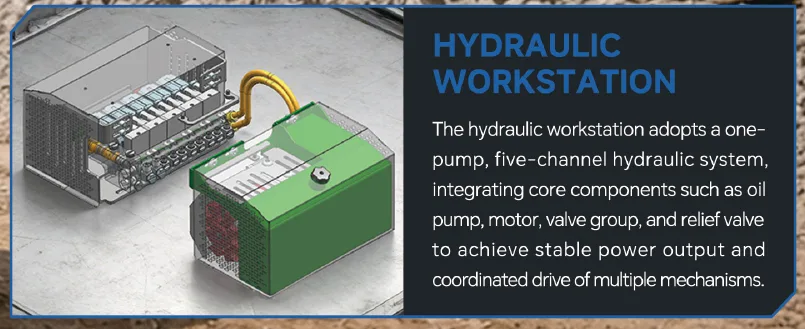 HYDRAULIC
WORKSTATION
The hydraulic workstation adopts a one-
pump, five-channel hydraulic system,
integrating core components such as oil
pump, motor, valve group, and relief valve
to achieve stable power output and
coordinated drive of multiple mechanisms.